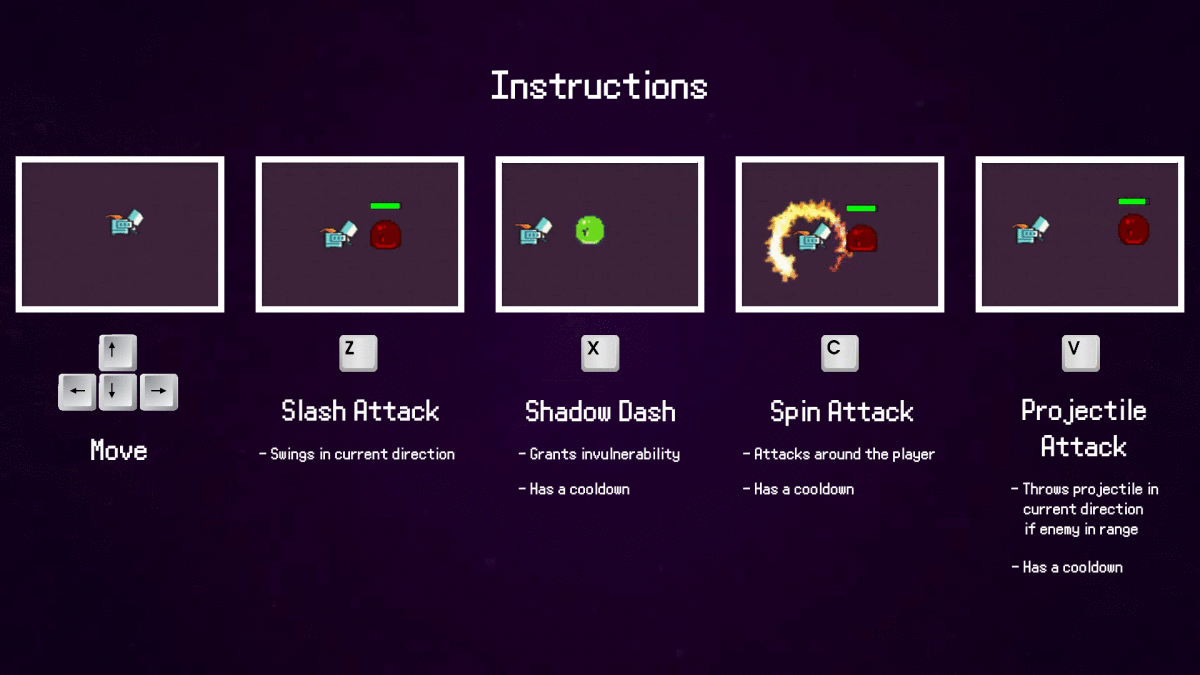 Instructions
↑
← ↓ →
Move
Z
Slash Attack
- Swings in current direction
X
Shadow Dash
- Grants invulnerability
- Has a cooldown
C
Spin Attack
- Attacks around the player
- Has a cooldown
V
Projectile
Attack
- Throws projectile in
current direction
if enemy in range
- Has a cooldown